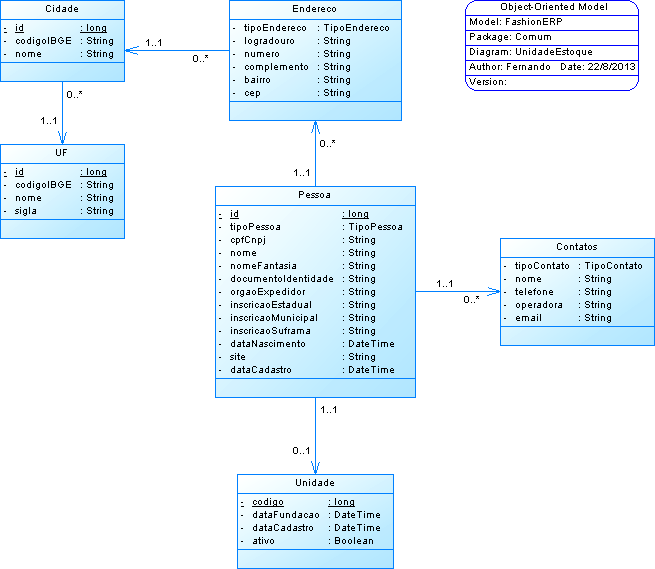 Cidade
- id : long
- codigoIBGE : String
- nome : String
Endereco
- tipoEndereco : TipoEndereco
- logradouro : String
- numero : String
- complemento : String
- bairro : String
- cep : String
Object-Oriented Model
Model: FashionERP
Package: Comum
Diagram: UnidadeEstoque
Author: Fernando Date: 22/8/2013
Version:
1..1
0..*
0..*
1..1
UF
- id : long
- codigoIBGE : String
- nome : String
- sigla : String
0..*
1..1
Pessoa
- id : long
- tipoPessoa : TipoPessoa
- cpfCnpj : String
- nome : String
- nomeFantasia : String
- documentoIdentidade : String
- orgaoExpedidor : String
- inscricaoEstadual : String
- inscricaoMunicipal : String
- inscricaoSuframa : String
- dataNascimento : DateTime
- site : String
- dataCadastro : DateTime
1..1
0..*
Contatos
- tipoContato : TipoContato
- nome : String
- telefone : String
- operadora : String
- email : String
1..1
0..1
Unidade
- codigo : long
- dataFundacao : DateTime
- dataCadastro : DateTime
- ativo : Boolean